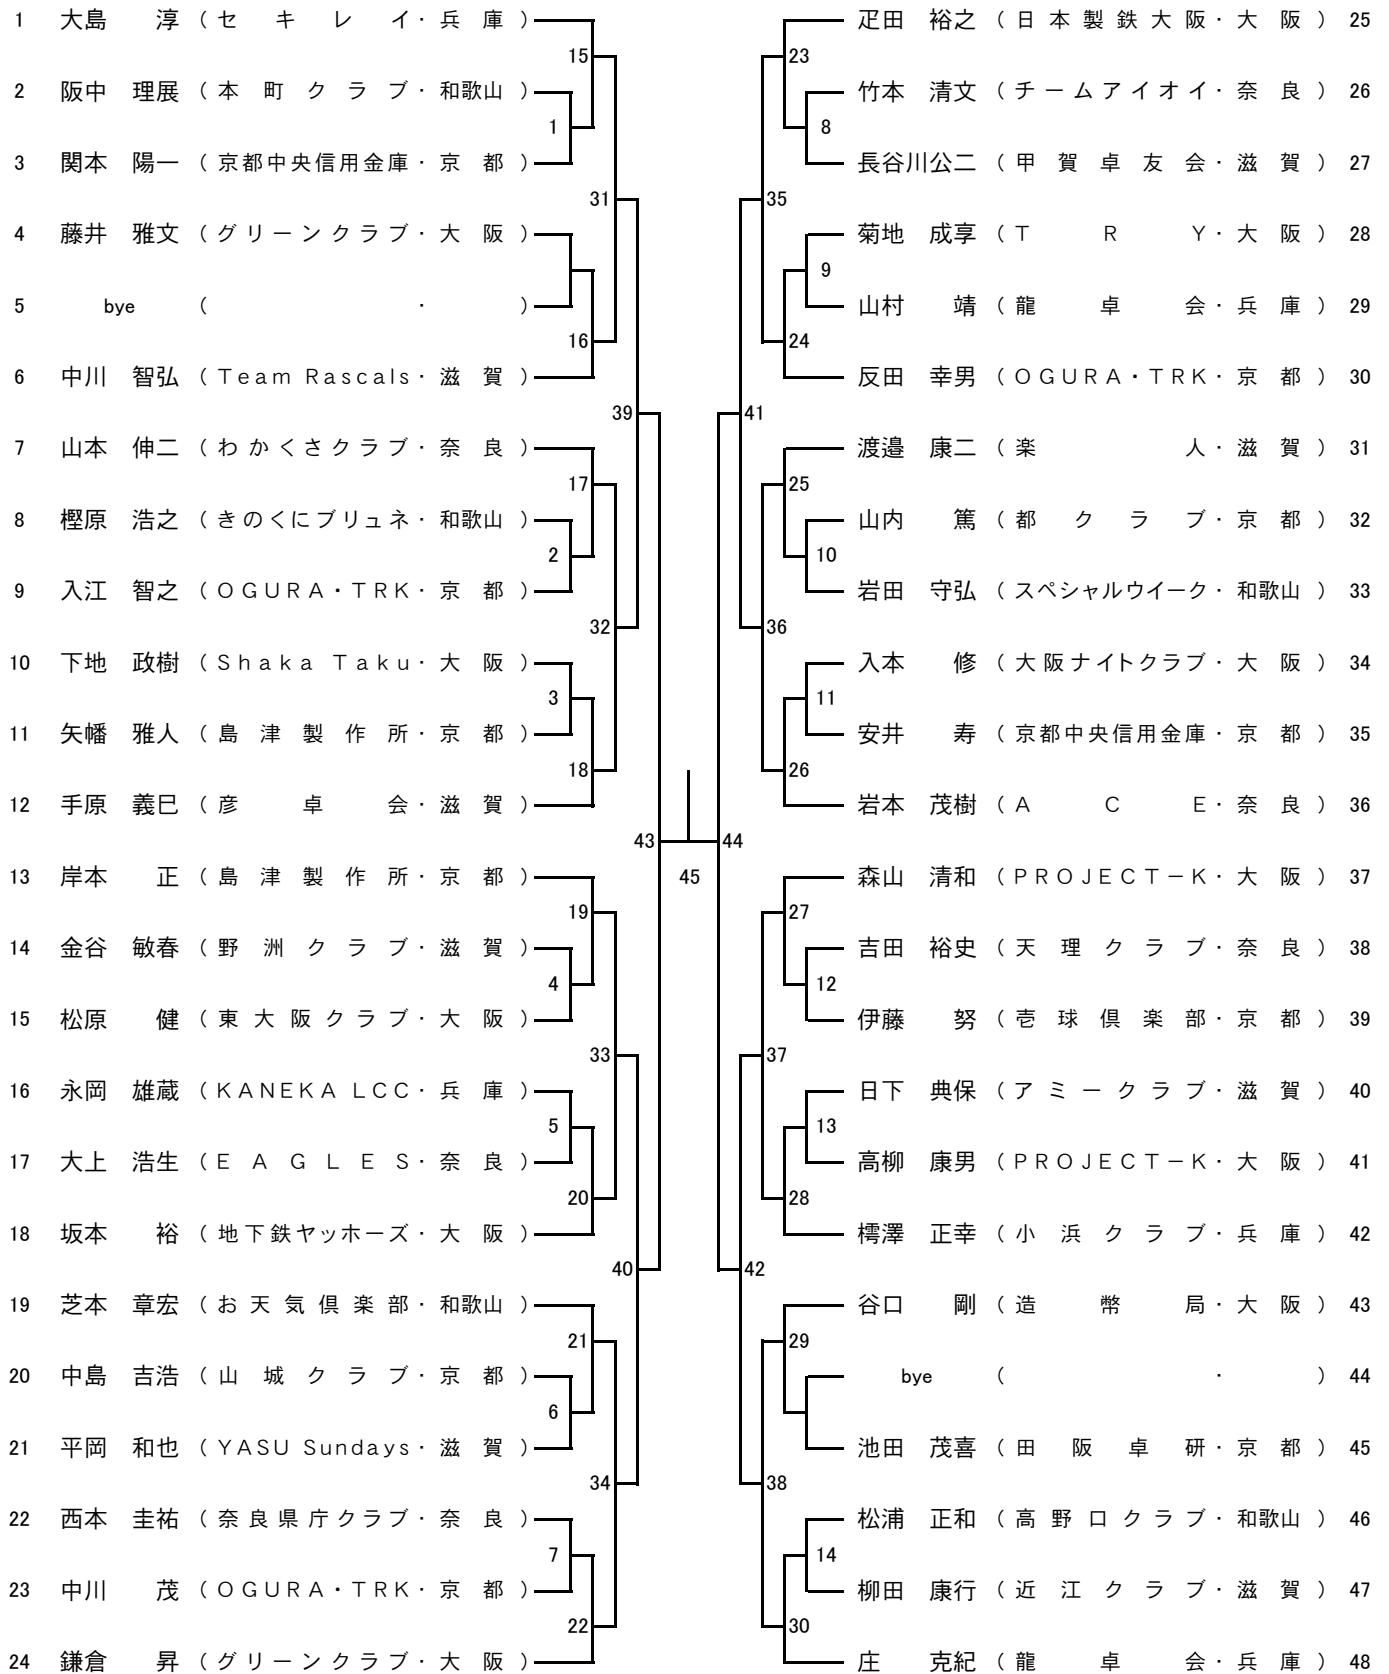 1 大島 淳 （セキレイ・兵庫）
15
2 阪中 理展 （本町クラブ・和歌山）
1
3 関本 陽一 （京都中央信用金庫・京都）
31
4 藤井 雅文 （グリーンクラブ・大阪）
5 bye （ ・ ）
16
6 中川 智弘 （Team Rascals・滋賀）
39
7 山本 伸二 （わかくさクラブ・奈良）
17
8 樫原 浩之 （きのくにブリュネ・和歌山）
2
9 入江 智之 （OGURA・TRK・京都）
32
10 下地 政樹 （Shaka Taku・大阪）
3
11 矢幡 雅人 （島津製作所・京都）
18
12 手原 義巳 （彦卓会・滋賀）
43
13 岸本 正 （島津製作所・京都）
19
14 金谷 敏春 （野洲クラブ・滋賀）
4
15 松原 健 （東大阪クラブ・大阪）
33
16 永岡 雄蔵 （KANEKA LCC・兵庫）
5
17 大上 浩生 （EAGLES・奈良）
20
18 坂本 裕 （地下鉄ヤッホーズ・大阪）
40
19 芝本 章宏 （お天気倶楽部・和歌山）
21
20 中島 吉浩 （山城クラブ・京都）
6
21 平岡 和也 （YASU Sundays・滋賀）
34
22 西本 圭祐 （奈良県庁クラブ・奈良）
7
23 中川 茂 （OGURA・TRK・京都）
22
24 鎌倉 昇 （グリーンクラブ・大阪）
45
疋田 裕之 （日本製鉄大阪・大阪） 25
23
竹本 清文 （チームアイオイ・奈良） 26
8
長谷川公二 （甲賀卓友会・滋賀） 27
35
菊地 成享 （TRY・大阪） 28
9
山村 靖 （龍卓会・兵庫） 29
24
反田 幸男 （OGURA・TRK・京都） 30
41
渡邉 康二 （楽人・滋賀） 31
25
山内 篤 （都クラブ・京都） 32
10
岩田 守弘 （スペシャルウイーク・和歌山） 33
36
入本 修 （大阪ナイトクラブ・大阪） 34
11
安井 寿 （京都中央信用金庫・京都） 35
26
岩本 茂樹 （ACE・奈良） 36
44
森山 清和 （PROJECT－K・大阪） 37
27
吉田 裕史 （天理クラブ・奈良） 38
12
伊藤 努 （壱球倶楽部・京都） 39
37
日下 典保 （アミークラブ・滋賀） 40
13
高柳 康男 （PROJECT－K・大阪） 41
28
樗澤 正幸 （小浜クラブ・兵庫） 42
42
谷口 剛 （造幣局・大阪） 43
29
bye （ ・ ） 44
池田 茂喜 （田阪卓研・京都） 45
38
松浦 正和 （高野口クラブ・和歌山） 46
14
柳田 康行 （近江クラブ・滋賀） 47
30
庄 克紀 （龍卓会・兵庫） 48